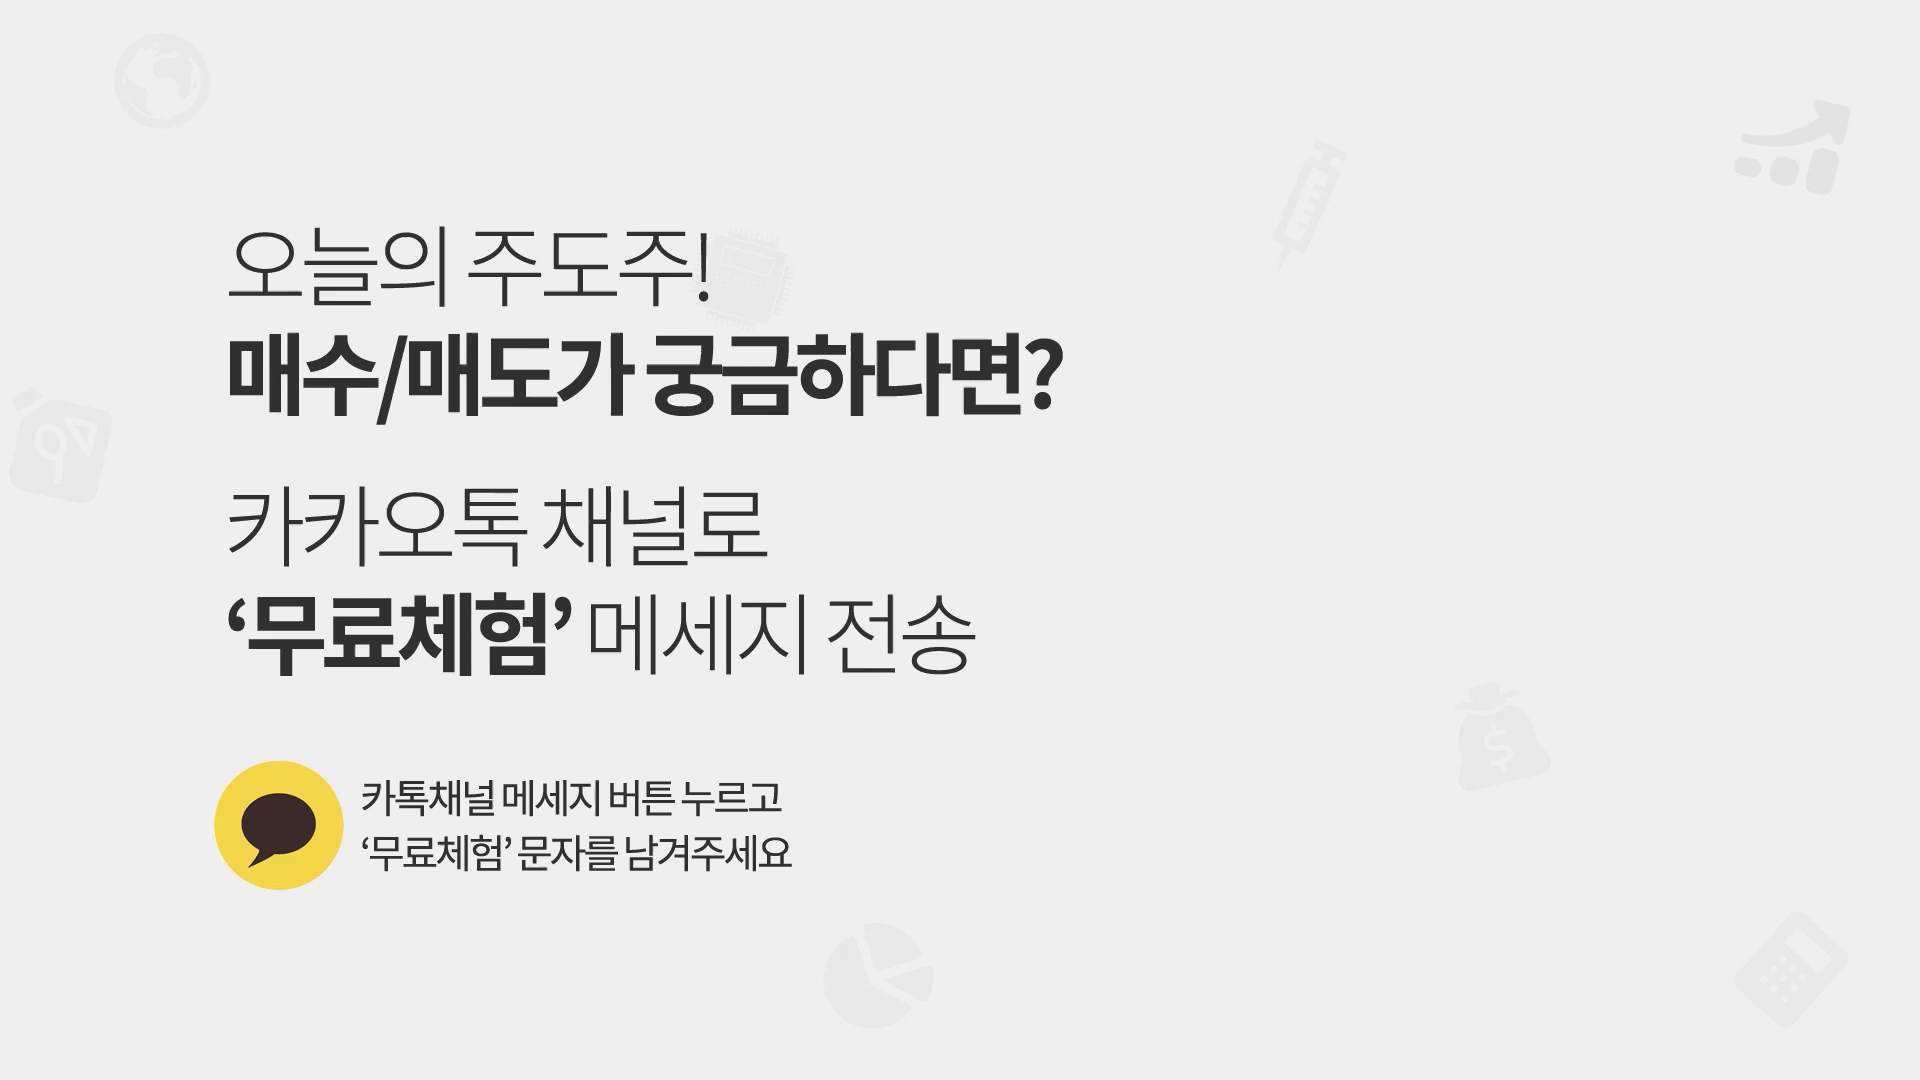 오늘의 주도주!
매수/매도가 궁금하다면?
카카오톡 채널로
‘무료체험’ 메세지 전송
카톡채널 메세지 버튼 누르고
‘무료체험’ 문자를 남겨주세요